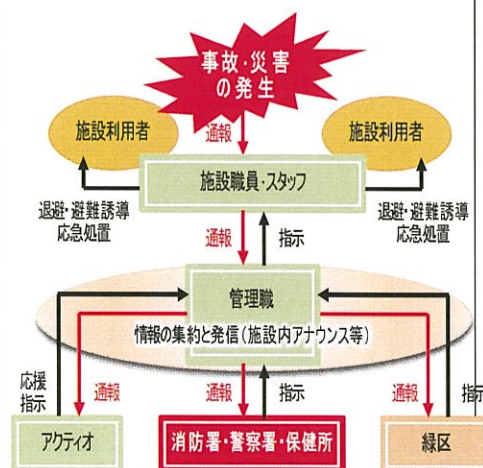 事故・災害
の発生
通報
施設利用者
施設利用者
施設職員・スタッフ
退避・避難誘導
応急処置
退避・避難誘導
応急処置
通報
指示
管理職
情報の集約と発信(施設内アナウンス等)
応援
指示
通報
通報
指示
通報
指示
アクティオ
消防署・警察署・保健所
緑区